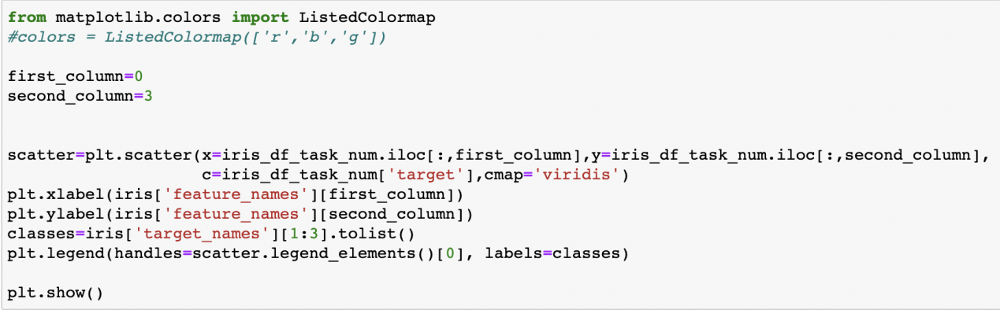 from matplotlib.colors import ListedColormap
#colors = ListedColormap(['r','b','g'])
first_column=0
second_column=3
scatter=plt.scatter(x=iris_df_task_num.iloc[:,first_column],y=iris_df_task_num.iloc[:,second_column],
c=iris_df_task_num['target'],cmap='viridis')
plt.xlabel(iris['feature_names'][first_column])
plt.ylabel(iris['feature_names'][second_column])
classes=iris['target_names'][1:3].tolist()
plt.legend(handles=scatter.legend_elements()[0], labels=classes)
plt.show()